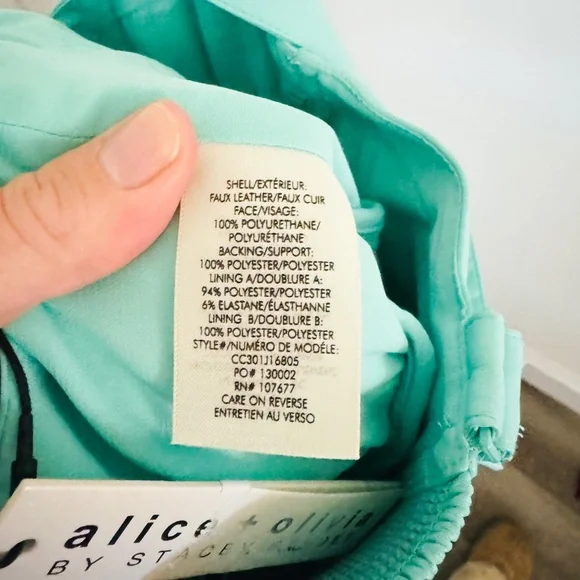 SHELL/EXTÉRIEUR:
FAUX LEATHER/FAUX CUIR
FACE/VISAGE:
100% POLYURETHANE/
POLYURÉTHANE
BACKING/SUPPORT:
100% POLYESTER/POLYESTER
LINING A/DOUBLURE A:
94% POLYESTER/POLYESTER
6% ELASTANE/ÉLASTHANNE
LINING B/DOUBLURE B:
100% POLYESTER/POLYESTER
STYLE#/NUMÉRO DE MODÈLE:
CC301J16805
PO# 130002
RN# 107677
CARE ON REVERSE
ENTRETIEN AU VERSO
alice + olivia
BY STACEY